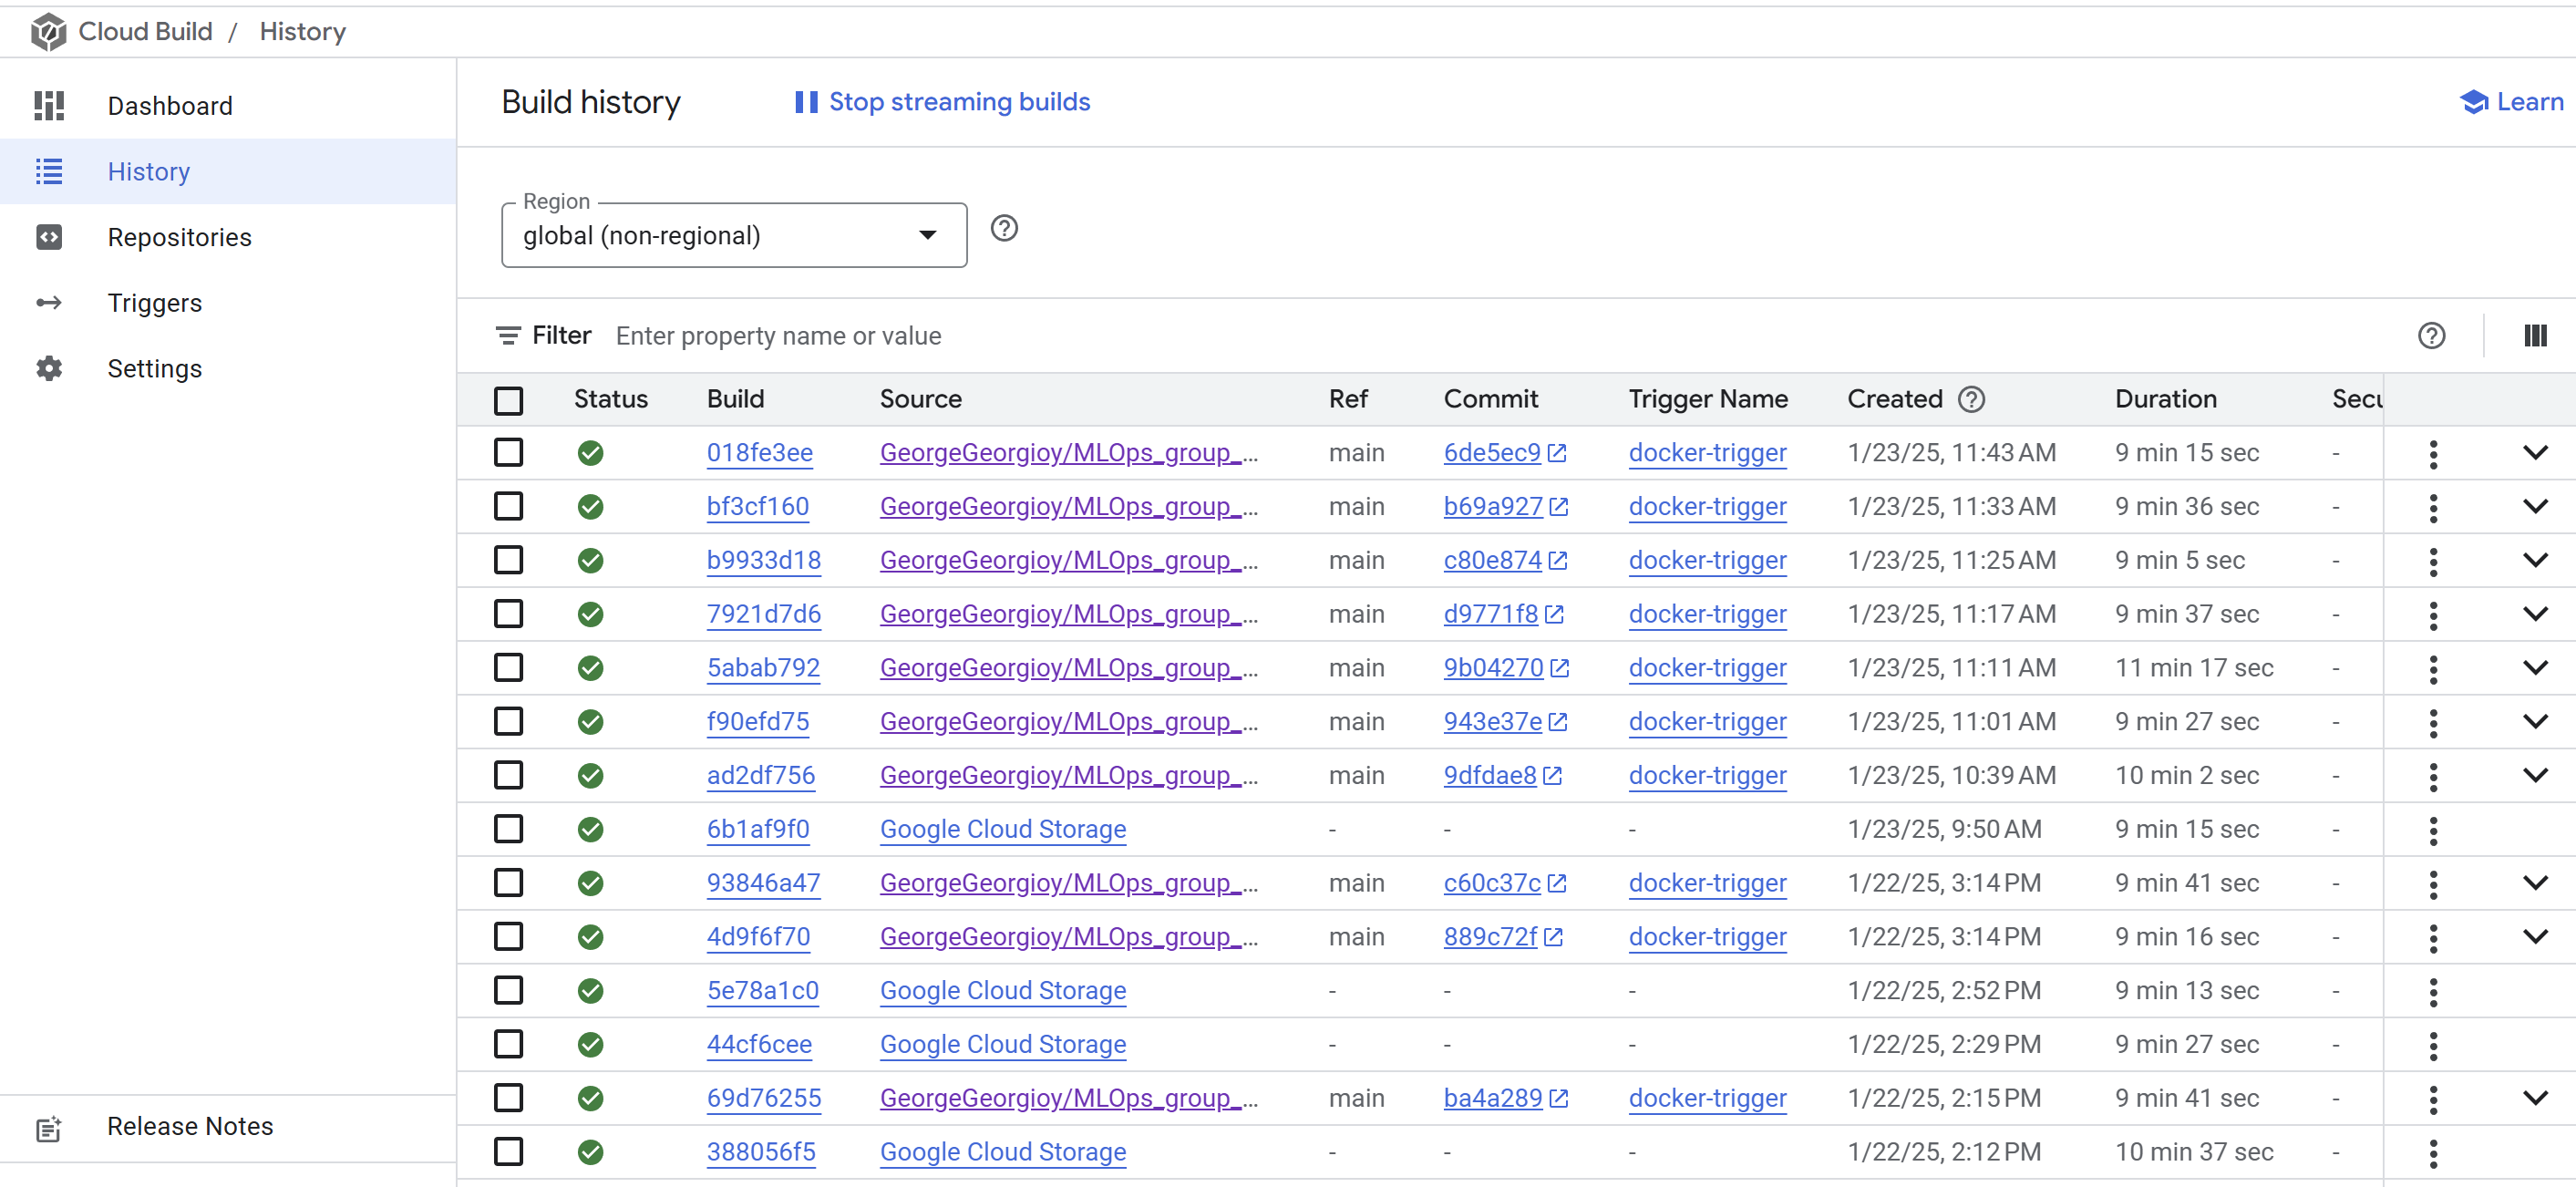 Cloud Build / History
Dashboard
History
Repositories
Triggers
Settings
Release Notes
Build history Stop streaming builds Learn
Region
global (non-regional)
Filter Enter property name or value
Status Build Source Ref Commit Trigger Name Created Duration Secu
018fe3ee GeorgeGeorgioy/MLOps_group_... main 6de5ec9 docker-trigger 1/23/25, 11:43 AM 9 min 15 sec -
bf3cf160 GeorgeGeorgioy/MLOps_group_... main b69a927 docker-trigger 1/23/25, 11:33 AM 9 min 36 sec -
b9933d18 GeorgeGeorgioy/MLOps_group_... main c80e874 docker-trigger 1/23/25, 11:25 AM 9 min 5 sec -
7921d7d6 GeorgeGeorgioy/MLOps_group_... main d9771f8 docker-trigger 1/23/25, 11:17 AM 9 min 37 sec -
5abab792 GeorgeGeorgioy/MLOps_group_... main 9b04270 docker-trigger 1/23/25, 11:11 AM 11 min 17 sec -
f90efd75 GeorgeGeorgioy/MLOps_group_... main 943e37e docker-trigger 1/23/25, 11:01 AM 9 min 27 sec -
ad2df756 GeorgeGeorgioy/MLOps_group_... main 9dfdae8 docker-trigger 1/23/25, 10:39 AM 10 min 2 sec -
6b1af9f0 Google Cloud Storage - - - 1/23/25, 9:50 AM 9 min 15 sec -
93846a47 GeorgeGeorgioy/MLOps_group_... main c60c37c docker-trigger 1/22/25, 3:14 PM 9 min 41 sec -
4d9f6f70 GeorgeGeorgioy/MLOps_group_... main 889c72f docker-trigger 1/22/25, 3:14 PM 9 min 16 sec -
5e78a1c0 Google Cloud Storage - - - 1/22/25, 2:52 PM 9 min 13 sec -
44cf6cee Google Cloud Storage - - - 1/22/25, 2:29 PM 9 min 27 sec -
69d76255 GeorgeGeorgioy/MLOps_group_... main ba4a289 docker-trigger 1/22/25, 2:15 PM 9 min 41 sec -
388056f5 Google Cloud Storage - - - 1/22/25, 2:12 PM 10 min 37 sec -